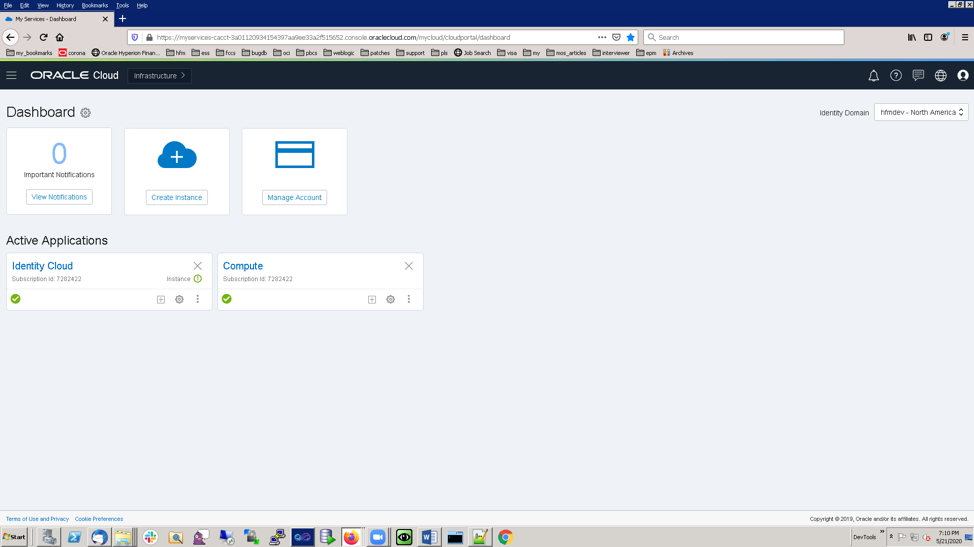 File Edit View History Bookmarks Tools Help
My Services - Dashboard
https://myservices-cacct-3a01120934154397aa9ee33a2f515652.console.oraclecloud.com/mycloud/cloudportal/dashboard
Search
my_bookmarks corona Oracle Hyperion Finan... hfm ess fccs bugdb oci pbcs weblogic patches support pls Job Search visa my mos_articles interviewer epm Archives
ORACLE Cloud Infrastructure
Dashboard
Identity Domain hfmdev - North America
0
Important Notifications
View Notifications Create Instance Manage Account
Active Applications
Identity Cloud Compute
Subscription Id: 7282422 Instance 1 Subscription Id: 7282422
Terms of Use and Privacy Cookie Preferences Copyright © 2019, Oracle and/or its affiliates. All rights reserved.
Start DevTools 7:10 PM
5/21/2020